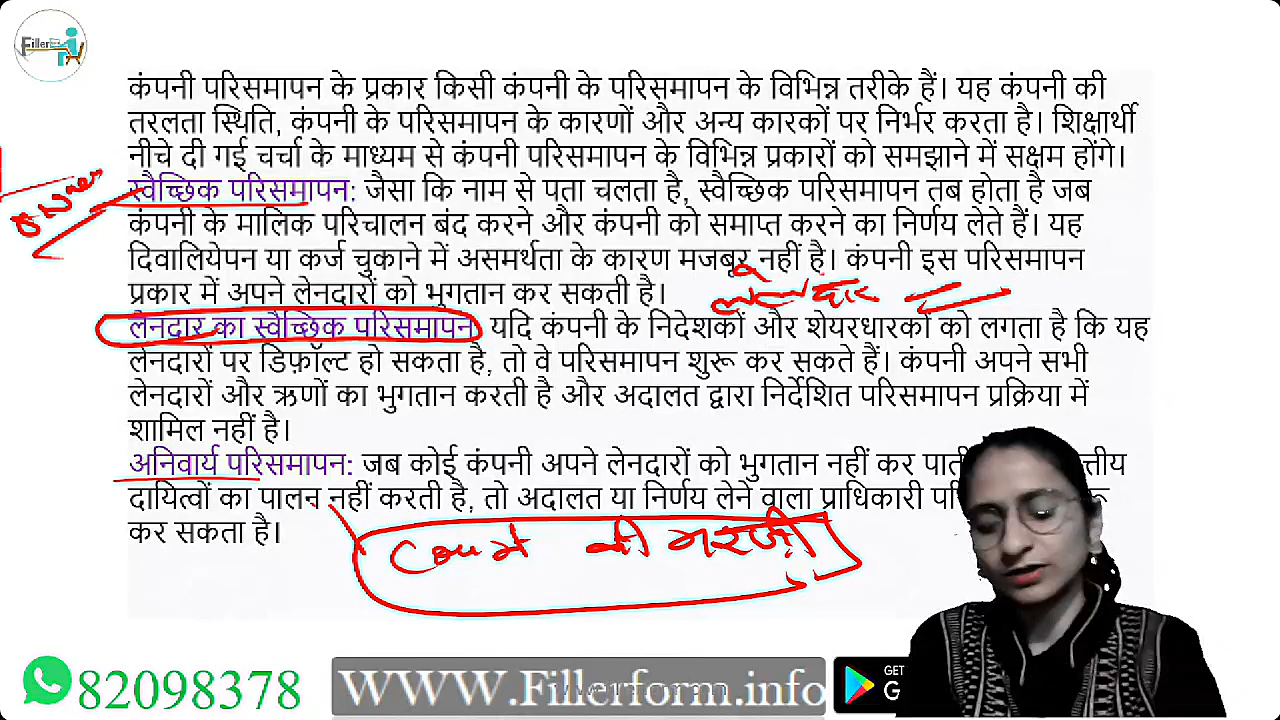 Fillerform
कंपनी परिसमापन के प्रकार किसी कंपनी के परिसमापन के विभिन्न तरीके हैं। यह कंपनी की
तरलता स्थिति, कंपनी के परिसमापन के कारणों और अन्य कारकों पर निर्भर करता है। शिक्षार्थी
नीचे दी गई चर्चा के माध्यम से कंपनी परिसमापन के विभिन्न प्रकारों को समझाने में सक्षम होंगे।
स्वैच्छिक परिसमापन: जैसा कि नाम से पता चलता है, स्वैच्छिक परिसमापन तब होता है जब
कंपनी के मालिक परिचालन बंद करने और कंपनी को समाप्त करने का निर्णय लेते हैं। यह
दिवालियेपन या कर्ज चुकाने में असमर्थता के कारण मजबूर नहीं है। कंपनी इस परिसमापन
प्रकार में अपने लेनदारों को भुगतान कर सकती है।
लेनदार का स्वैच्छिक परिसमापन यदि कंपनी के निदेशकों और शेयरधारकों को लगता है कि यह
लेनदारों पर डिफ़ॉल्ट हो सकता है, तो वे परिसमापन शुरू कर सकते हैं। कंपनी अपने सभी
लेनदारों और ऋणों का भुगतान करती है और अदालत द्वारा निर्देशित परिसमापन प्रक्रिया में
शामिल नहीं है।
अनिवार्य परिसमापन: जब कोई कंपनी अपने लेनदारों को भुगतान नहीं कर
दायित्वों का पालन नहीं करती है, तो अदालत या निर्णय लेने वाला प्राधिकारी
कर सकता है।
Court की मरजी
82098378
WWW.Fillerform.info
GET